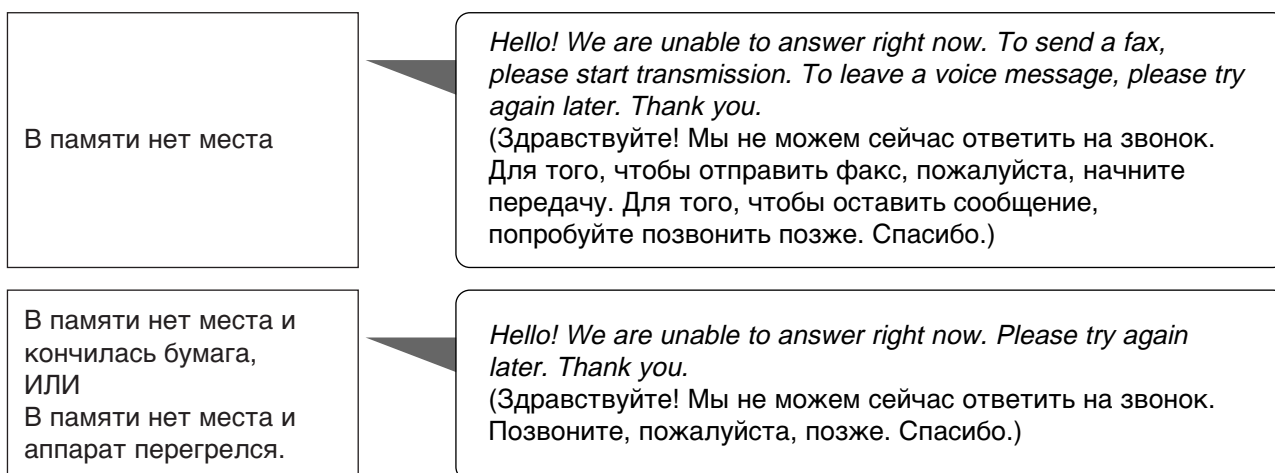 В памяти нет места
Hello! We are unable to answer right now. To send a fax,
please start transmission. To leave a voice message, please try
again later. Thank you.
(Здравствуйте! Мы не можем сейчас ответить на звонок.
Для того, чтобы отправить факс, пожалуйста, начните
передачу. Для того, чтобы оставить сообщение,
попробуйте позвонить позже. Спасибо.)
В памяти нет места и
кончилась бумага,
ИЛИ
В памяти нет места и
аппарат перегрелся.
Hello! We are unable to answer right now. Please try again
later. Thank you.
(Здравствуйте! Мы не можем сейчас ответить на звонок.
Позвоните, пожалуйста, позже. Спасибо.)